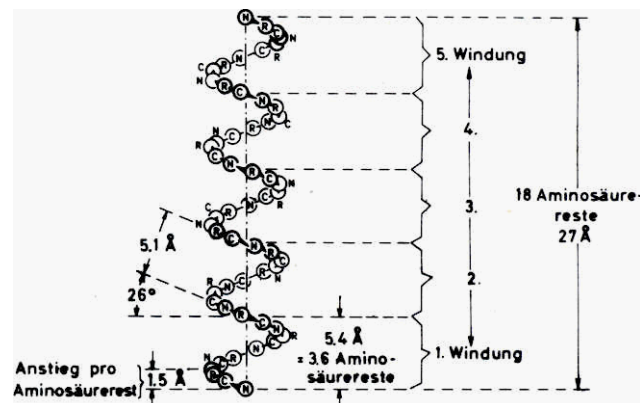 5. Windung
4.
3.
2.
1. Windung
18 Aminosäure-
reste
27 Å
5.1 Å
26°
5.4 Å
= 3.6 Amino-
säurereste
Anstieg pro
Aminosäurerest
1.5 Å